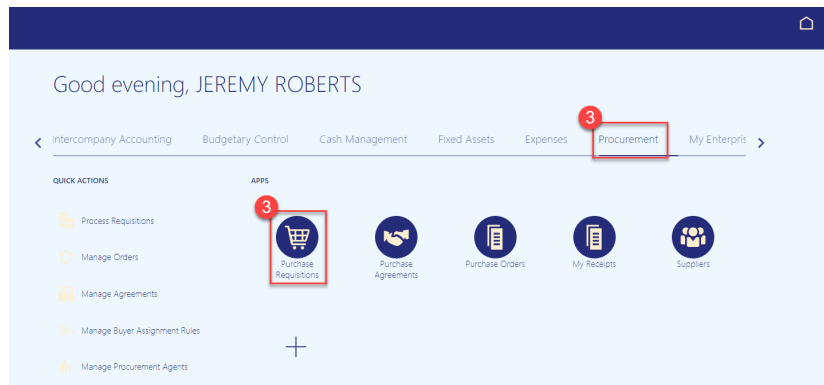 Good evening, JEREMY ROBERTS
3
Intercompany Accounting Budgetary Control Cash Management Fixed Assets Expenses Procurement My Enterpris
QUICK ACTIONS APPS
3
Process Requisitions
Manage Orders
Purchase Requisitions
Purchase Agreements
Purchase Orders
My Receipts
Suppliers
Manage Agreements
Manage Buyer Assignment Rules
Manage Procurement Agents